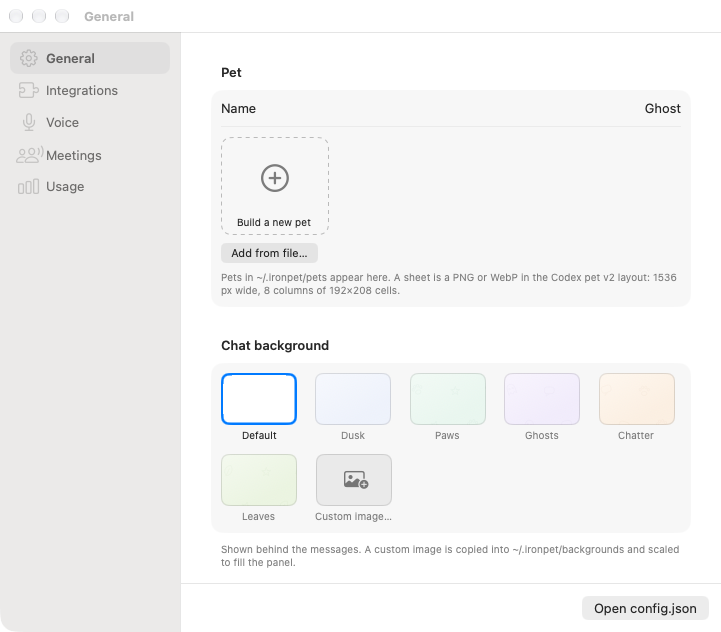 General
General
Integrations
Voice
Meetings
Usage
Pet
Name
Ghost
Build a new pet
Add from file...
Pets in ~/.ironpet/pets appear here. A sheet is a PNG or WebP in the Codex pet v2 layout: 1536
px wide, 8 columns of 192×208 cells.
Chat background
Default
Dusk
Paws
Ghosts
Chatter
Leaves
Custom image...
Shown behind the messages. A custom image is copied into ~/.ironpet/backgrounds and scaled
to fill the panel.
Open config.json